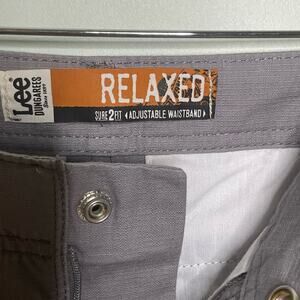 Lee
DUNGAREES
Since 1889
RELAXED
SURE2FIT ‹ADJUSTABLE WAISTBAND›